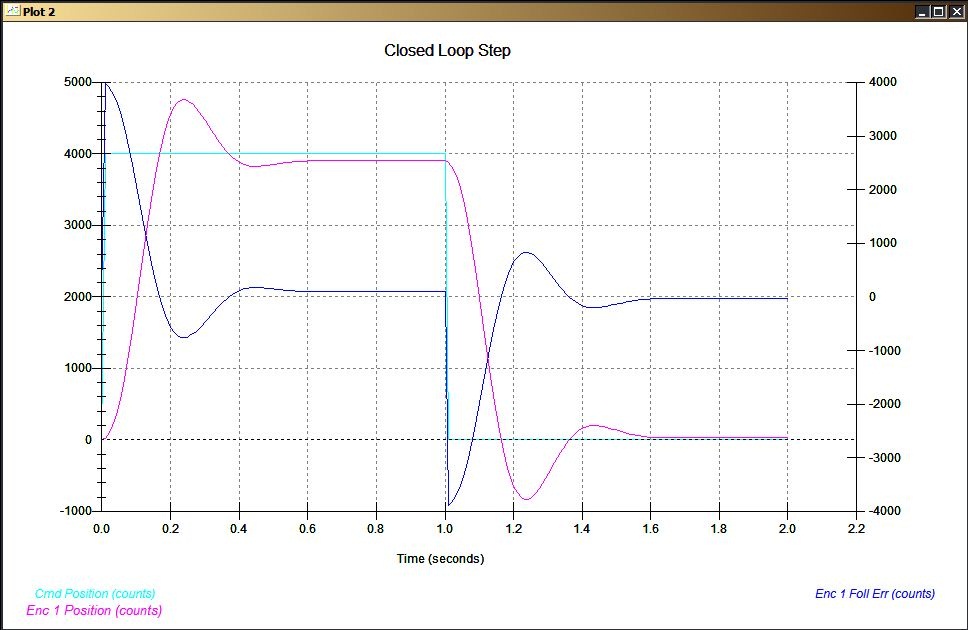 Plot 2
Closed Loop Step
5000 4000
3000
4000
2000
3000
1000
2000 0
-1000
1000
-2000
0
-3000
-1000 -4000
0.0 0.2 0.4 0.6 0.8 1.0 1.2 1.4 1.6 1.8 2.0 2.2
Time (seconds)
Cmd Position (counts) Enc 1 Foll Err (counts)
Enc 1 Position (counts)